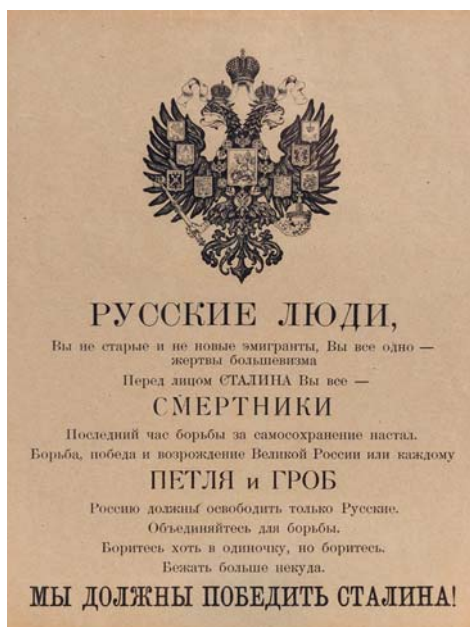 РУССКИЕ ЛЮДИ,
Вы не старые и не новые эмигранты, Вы все одно —
жертвы большевизма
Перед лицом СТАЛИНА Вы все —
СМЕРТНИКИ
Последний час борьбы за самосохранение настал.
Борьба, победа и возрождение Великой России или каждому
ПЕТЛЯ и ГРОБ
Россию должны освободить только Русские.
Объединяйтесь для борьбы.
Боритесь хоть в одиночку, но боритесь.
Бежать больше некуда.
МЫ ДОЛЖНЫ ПОБЕДИТЬ СТАЛИНА!